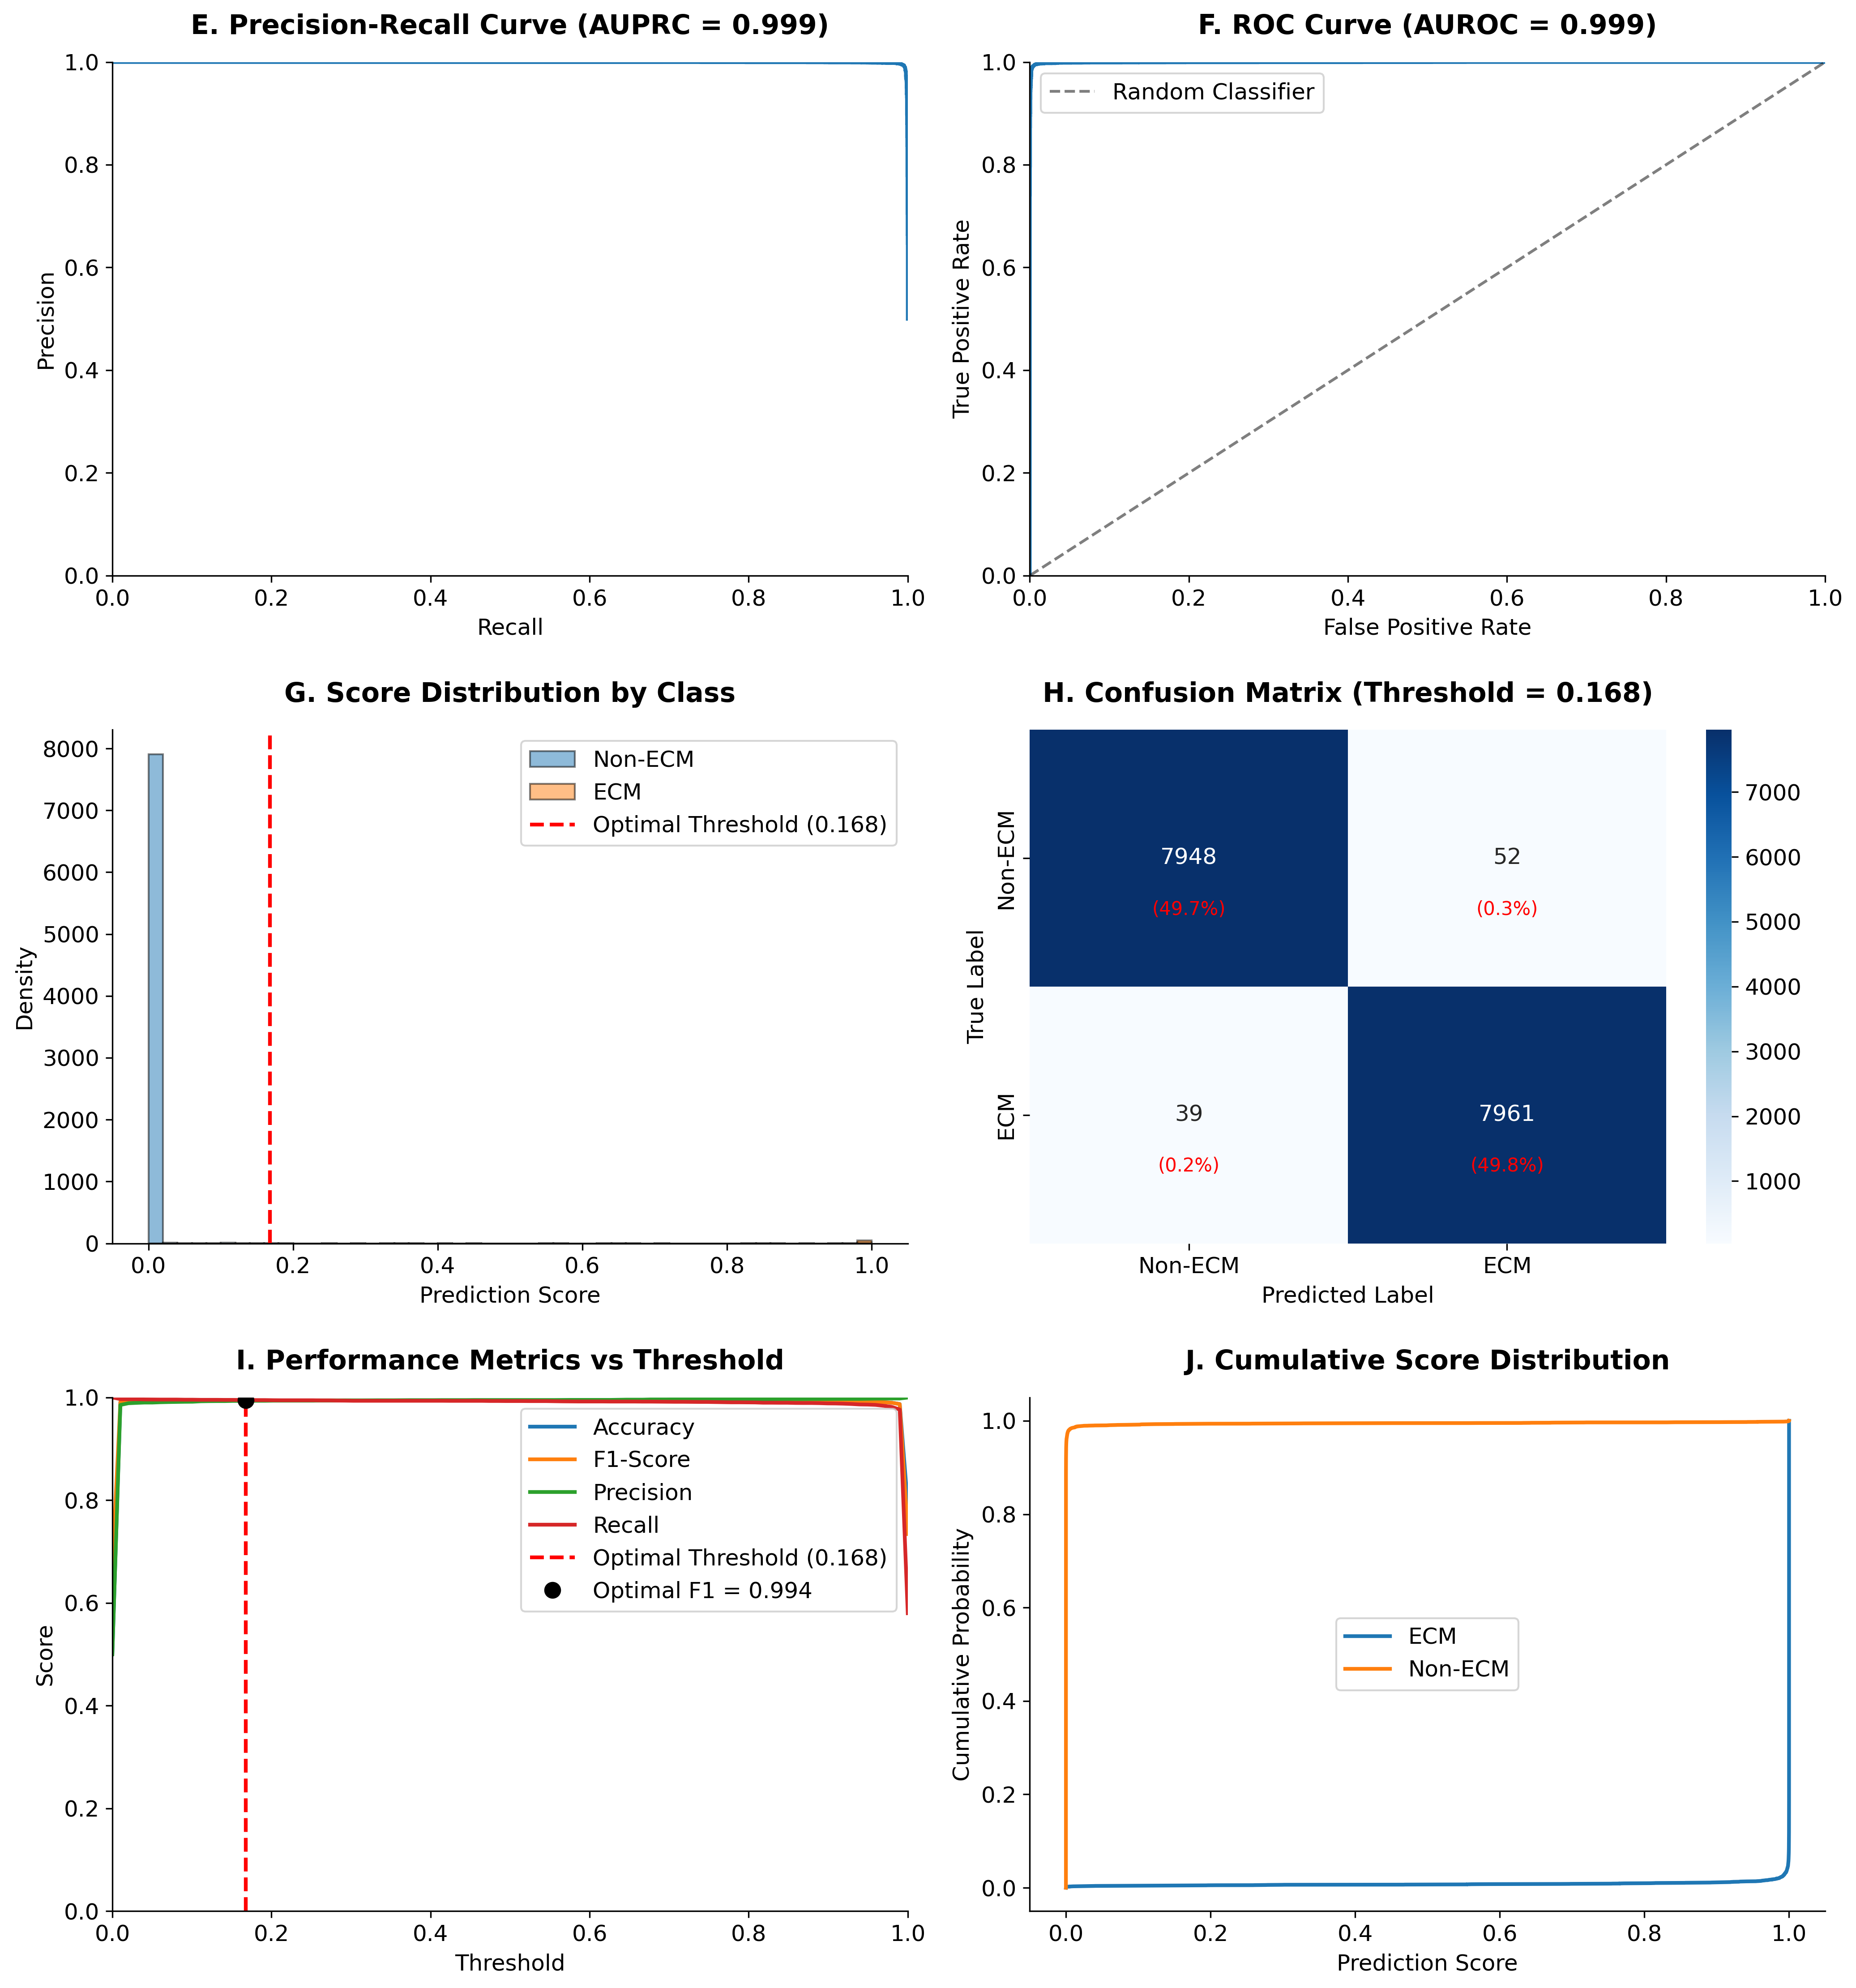 E. Precision-Recall Curve (AUPRC = 0.999)
1.0
0.8
0.6
0.4
0.2
0.0
Precision
0.0 0.2 0.4 0.6 0.8 1.0
Recall
F. ROC Curve (AUROC = 0.999)
Random Classifier
1.0
0.8
0.6
0.4
0.2
0.0
True Positive Rate
0.0 0.2 0.4 0.6 0.8 1.0
False Positive Rate
G. Score Distribution by Class
Non-ECM
ECM
Optimal Threshold (0.168)
8000
7000
6000
5000
4000
3000
2000
1000
0
Density
0.0 0.2 0.4 0.6 0.8 1.0
Prediction Score
H. Confusion Matrix (Threshold = 0.168)
True Label
Non-ECM
ECM
7948 52
(49.7%) (0.3%)
39 7961
(0.2%) (49.8%)
Non-ECM ECM
Predicted Label
7000
6000
5000
4000
3000
2000
1000
I. Performance Metrics vs Threshold
Accuracy
F1-Score
Precision
Recall
Optimal Threshold (0.168)
Optimal F1 = 0.994
1.0
0.8
0.6
0.4
0.2
0.0
Score
0.0 0.2 0.4 0.6 0.8 1.0
Threshold
J. Cumulative Score Distribution
1.0
0.8
0.6
0.4
0.2
0.0
Cumulative Probability
ECM
Non-ECM
0.0 0.2 0.4 0.6 0.8 1.0
Prediction Score